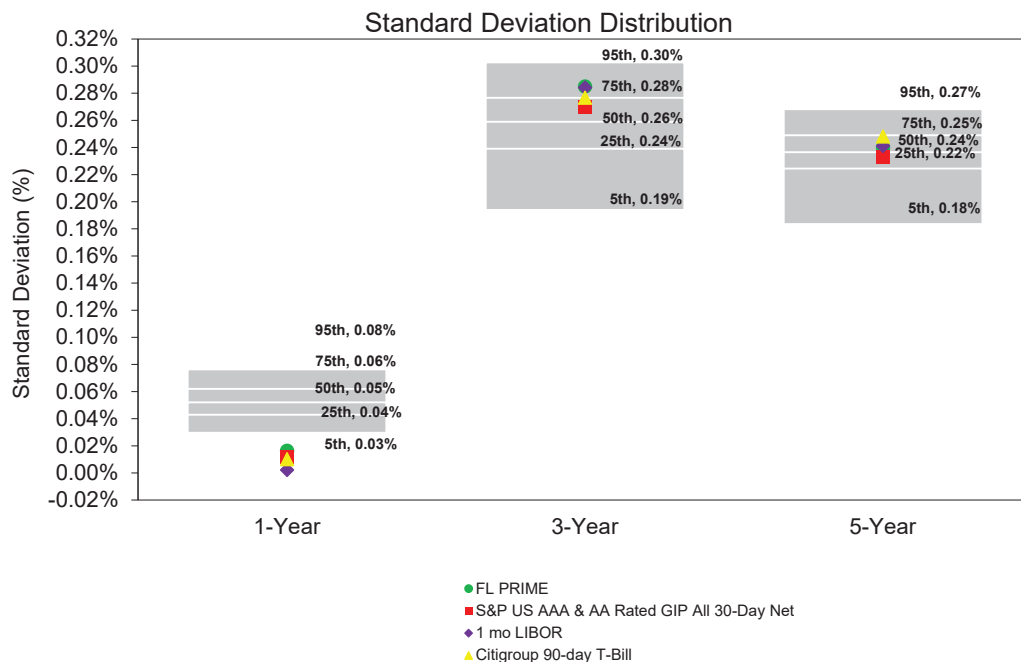 Standard Deviation Distribution
Standard Deviation (%)
0.32%
0.30%
0.28%
0.26%
0.24%
0.22%
0.20%
0.18%
0.16%
0.14%
0.12%
0.10%
0.08%
0.06%
0.04%
0.02%
0.00%
-0.02%
95th, 0.08%
75th, 0.06%
50th, 0.05%
25th, 0.04%
5th, 0.03%
95th, 0.30%
75th, 0.28%
50th, 0.26%
25th, 0.24%
5th, 0.19%
95th, 0.27%
75th, 0.25%
50th, 0.24%
25th, 0.22%
5th, 0.18%
1-Year
3-Year
5-Year
FL PRIME
S&P US AAA & AA Rated GIP All 30-Day Net
1 mo LIBOR
Citigroup 90-day T-Bill